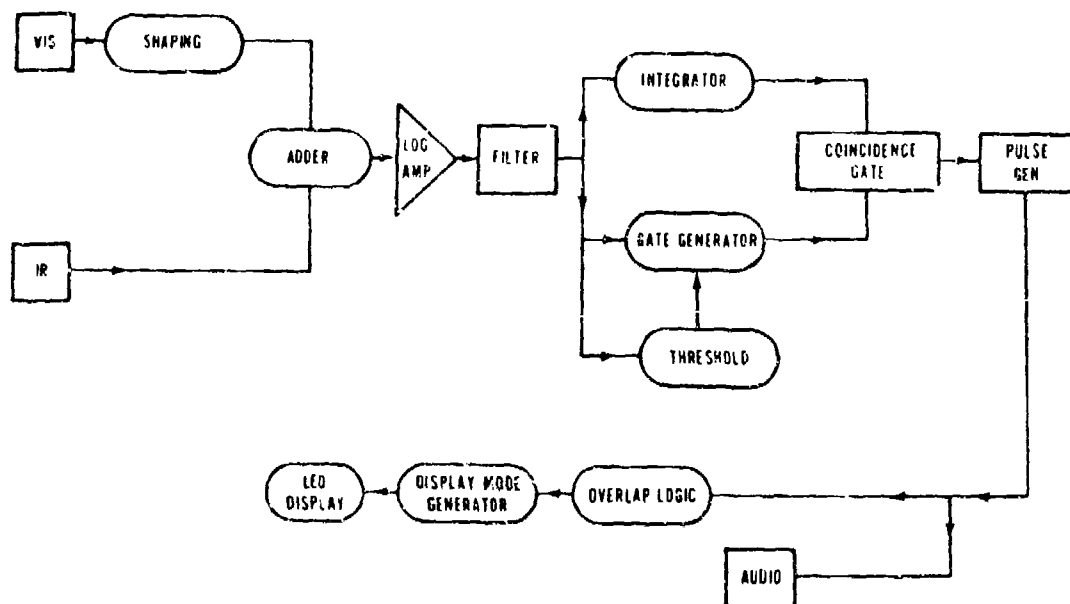 VIS
SHAPING
ADDER
IR
LOG
AMP
FILTER
INTEGRATOR
GATE GENERATOR
THRESHOLD
COINCIDENCE
GATE
PULSE
GEN
LED
DISPLAY
DISPLAY MODE
GENERATOR
OVERLAP LOGIC
AUDIO